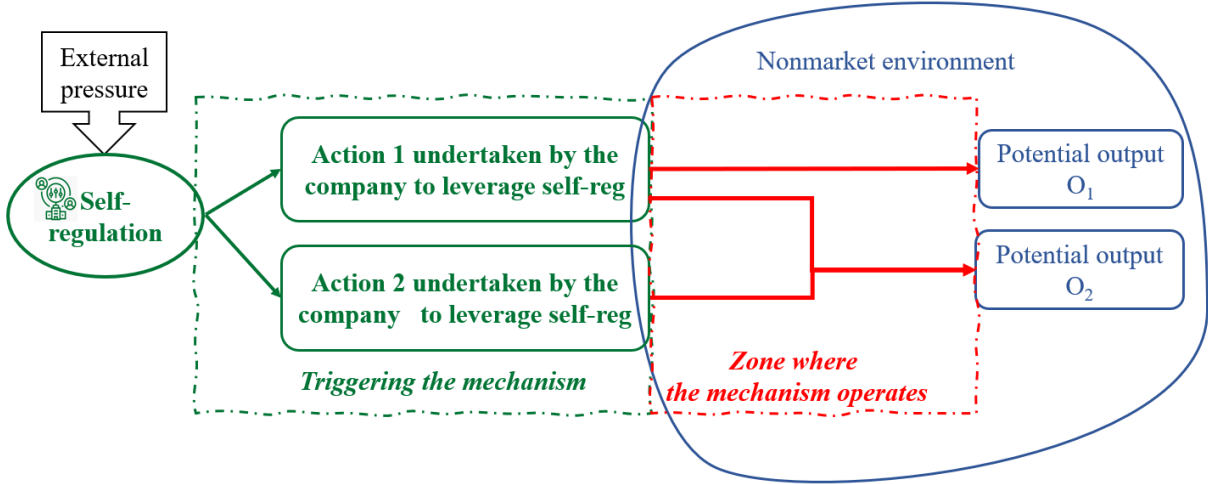 External
pressure
Self-
regulation
Action 1 undertaken by the
company to leverage self-reg
Action 2 undertaken by the
company to leverage self-reg
Triggering the mechanism
Nonmarket environment
Zone where
the mechanism operates
Potential output
O₁
Potential output
O₂